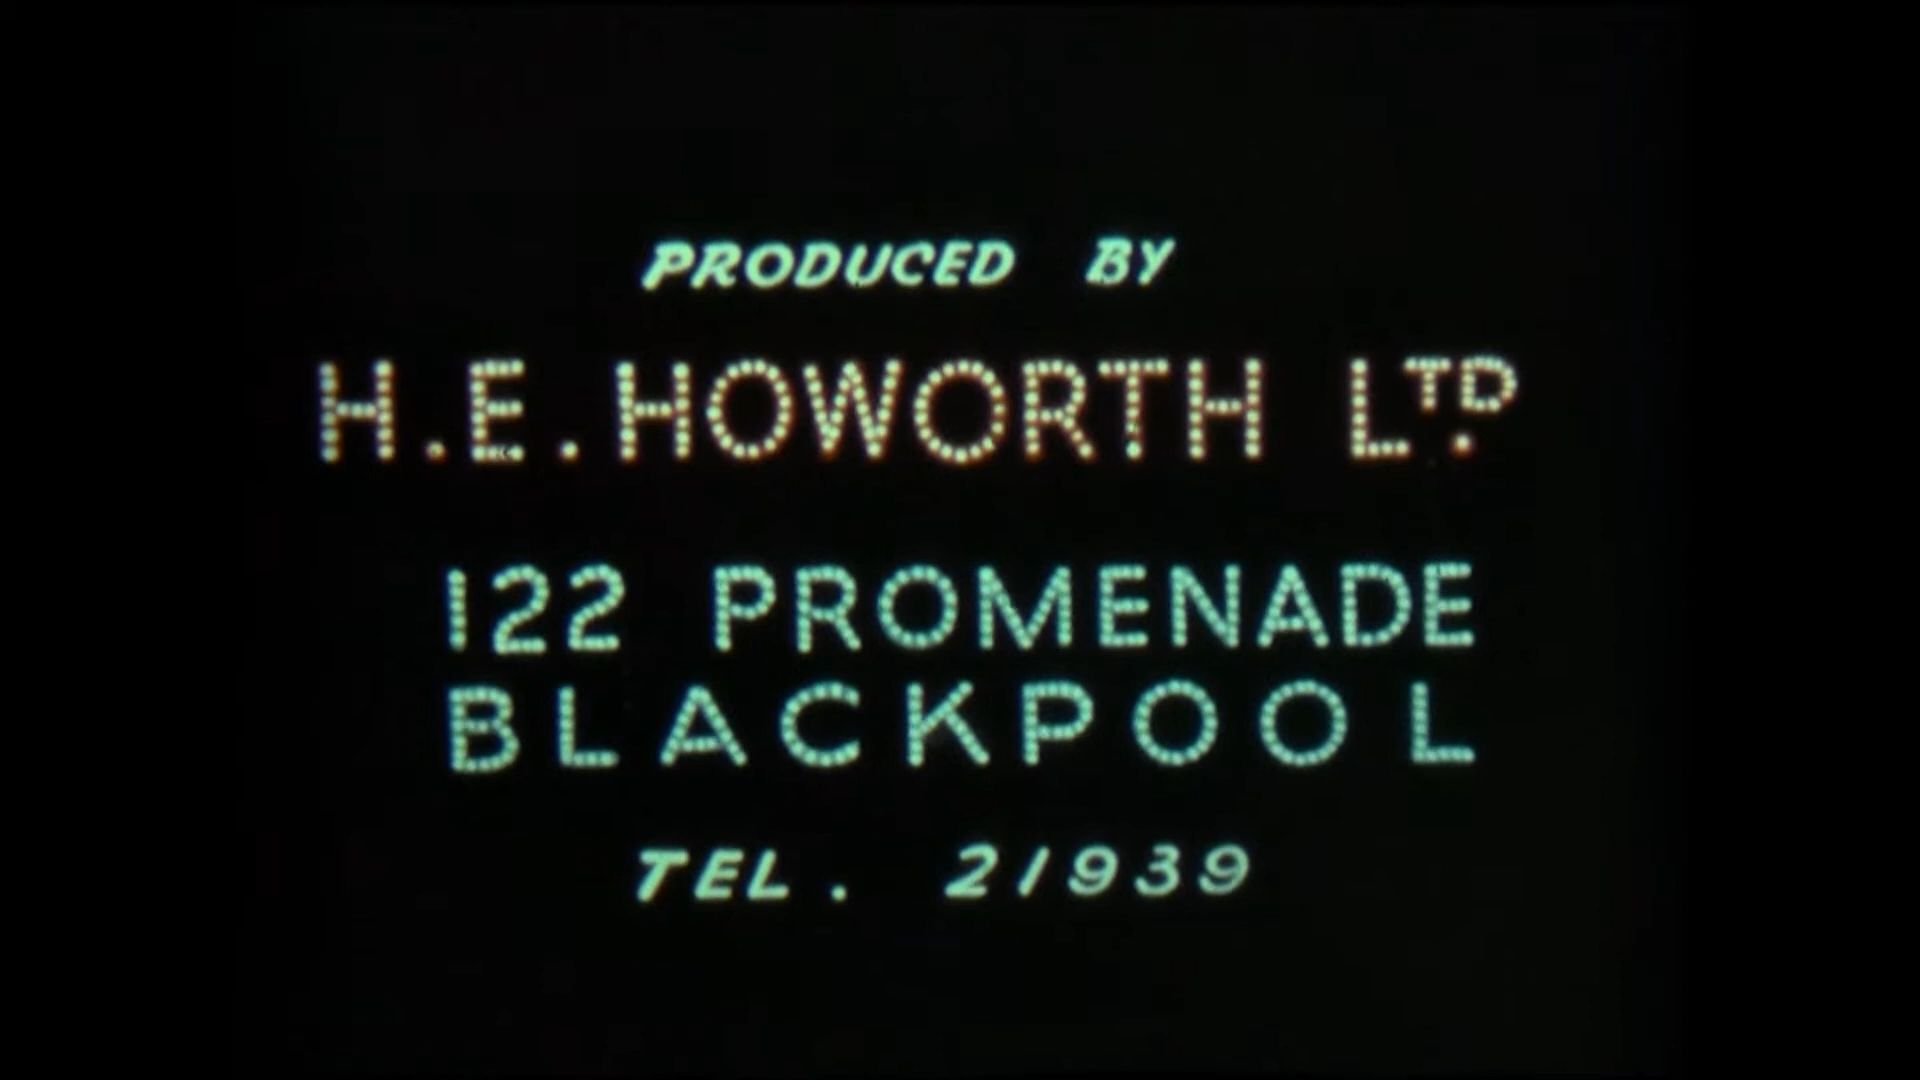 PRODUCED BY
H.E.HOWORTH LTD.
122 PROMENADE
BLACKPOOL
TEL. 21939